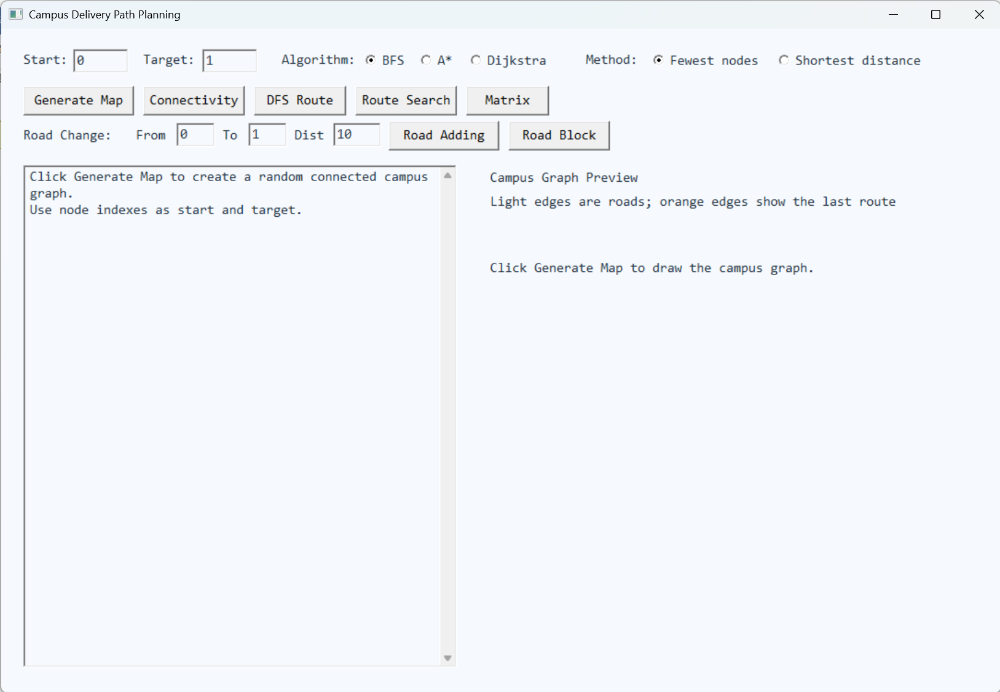 Campus Delivery Path Planning
Start: 0 Target: 1 Algorithm: BFS A* Dijkstra Method: Fewest nodes Shortest distance
Generate Map Connectivity DFS Route Route Search Matrix
Road Change: From 0 To 1 Dist 10 Road Adding Road Block
Click Generate Map to create a random connected campus
graph.
Use node indexes as start and target.
Campus Graph Preview
Light edges are roads; orange edges show the last route
Click Generate Map to draw the campus graph.